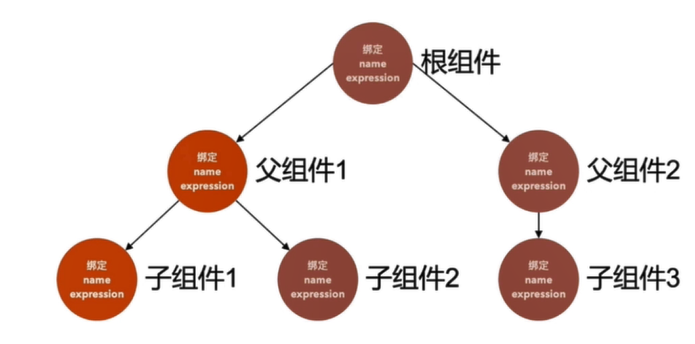 绑定
name
expression
根组件
绑定
name
expression
父组件1
绑定
name
expression
父组件2
绑定
name
expression
子组件1
绑定
name
expression
子组件2
绑定
name
expression
子组件3